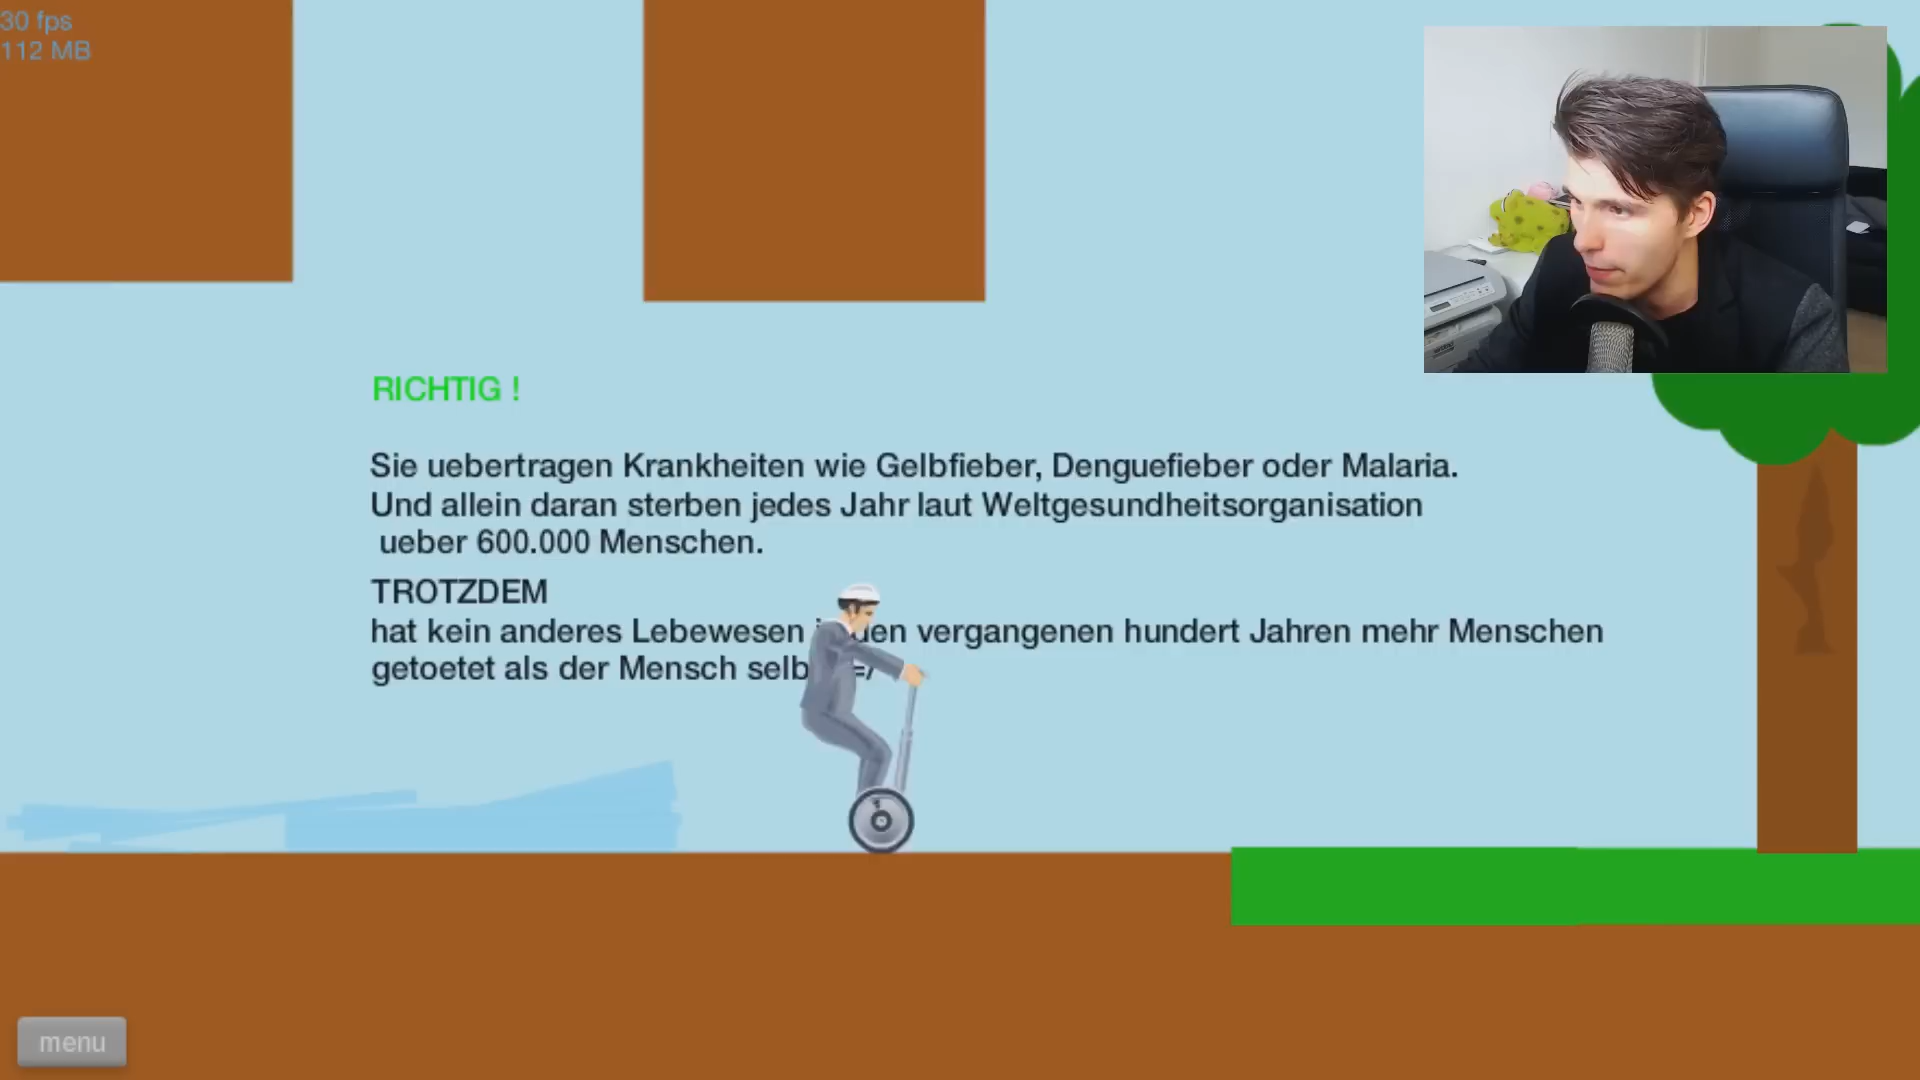 30 fps
112 MB
RICHTIG !
Sie uebertragen Krankheiten wie Gelbfieber, Denguefieber oder Malaria.
Und allein daran sterben jedes Jahr laut Weltgesundheitsorganisation
ueber 600.000 Menschen.
TROTZDEM
hat kein anderes Lebewesen vergangenen hundert Jahren mehr Menschen
getoetet als der Mensch =/
menu